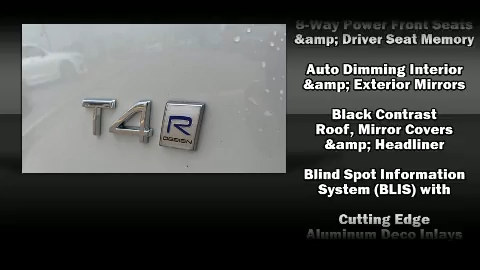 T4 R
DESIGN
8-Way Power Front Seats
&amp; Driver Seat Memory
Auto Dimming Interior
&amp; Exterior Mirrors
Black Contrast
Roof, Mirror Covers
&amp; Headliner
Blind Spot Information
System (BLIS) with
Cutting Edge
Aluminum Deco Inlays